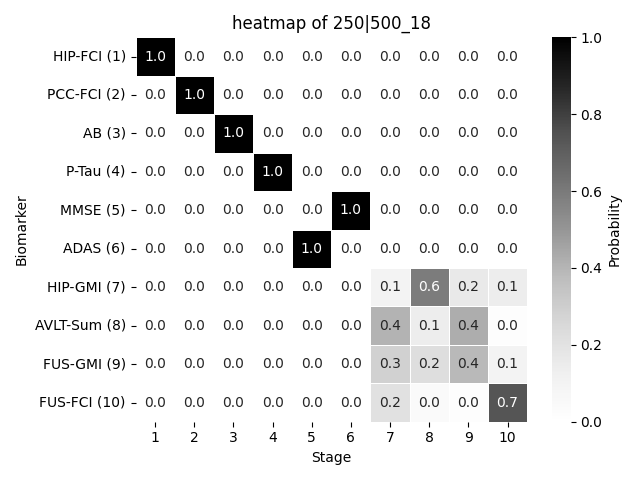 heatmap of 250|500_18
HIP-FCI (1) 1.0 0.0 0.0 0.0 0.0 0.0 0.0 0.0 0.0 0.0
PCC-FCI (2) 0.0 1.0 0.0 0.0 0.0 0.0 0.0 0.0 0.0 0.0
AB (3) 0.0 0.0 1.0 0.0 0.0 0.0 0.0 0.0 0.0 0.0
P-Tau (4) 0.0 0.0 0.0 1.0 0.0 0.0 0.0 0.0 0.0 0.0
MMSE (5) 0.0 0.0 0.0 0.0 0.0 1.0 0.0 0.0 0.0 0.0
ADAS (6) 0.0 0.0 0.0 0.0 1.0 0.0 0.0 0.0 0.0 0.0
HIP-GMI (7) 0.0 0.0 0.0 0.0 0.0 0.0 0.1 0.6 0.2 0.1
AVLT-Sum (8) 0.0 0.0 0.0 0.0 0.0 0.0 0.4 0.1 0.4 0.0
FUS-GMI (9) 0.0 0.0 0.0 0.0 0.0 0.0 0.3 0.2 0.4 0.1
FUS-FCI (10) 0.0 0.0 0.0 0.0 0.0 0.0 0.2 0.0 0.0 0.7
1 2 3 4 5 6 7 8 9 10
Stage
Biomarker
1.0
0.8
0.6
0.4
0.2
0.0
Probability